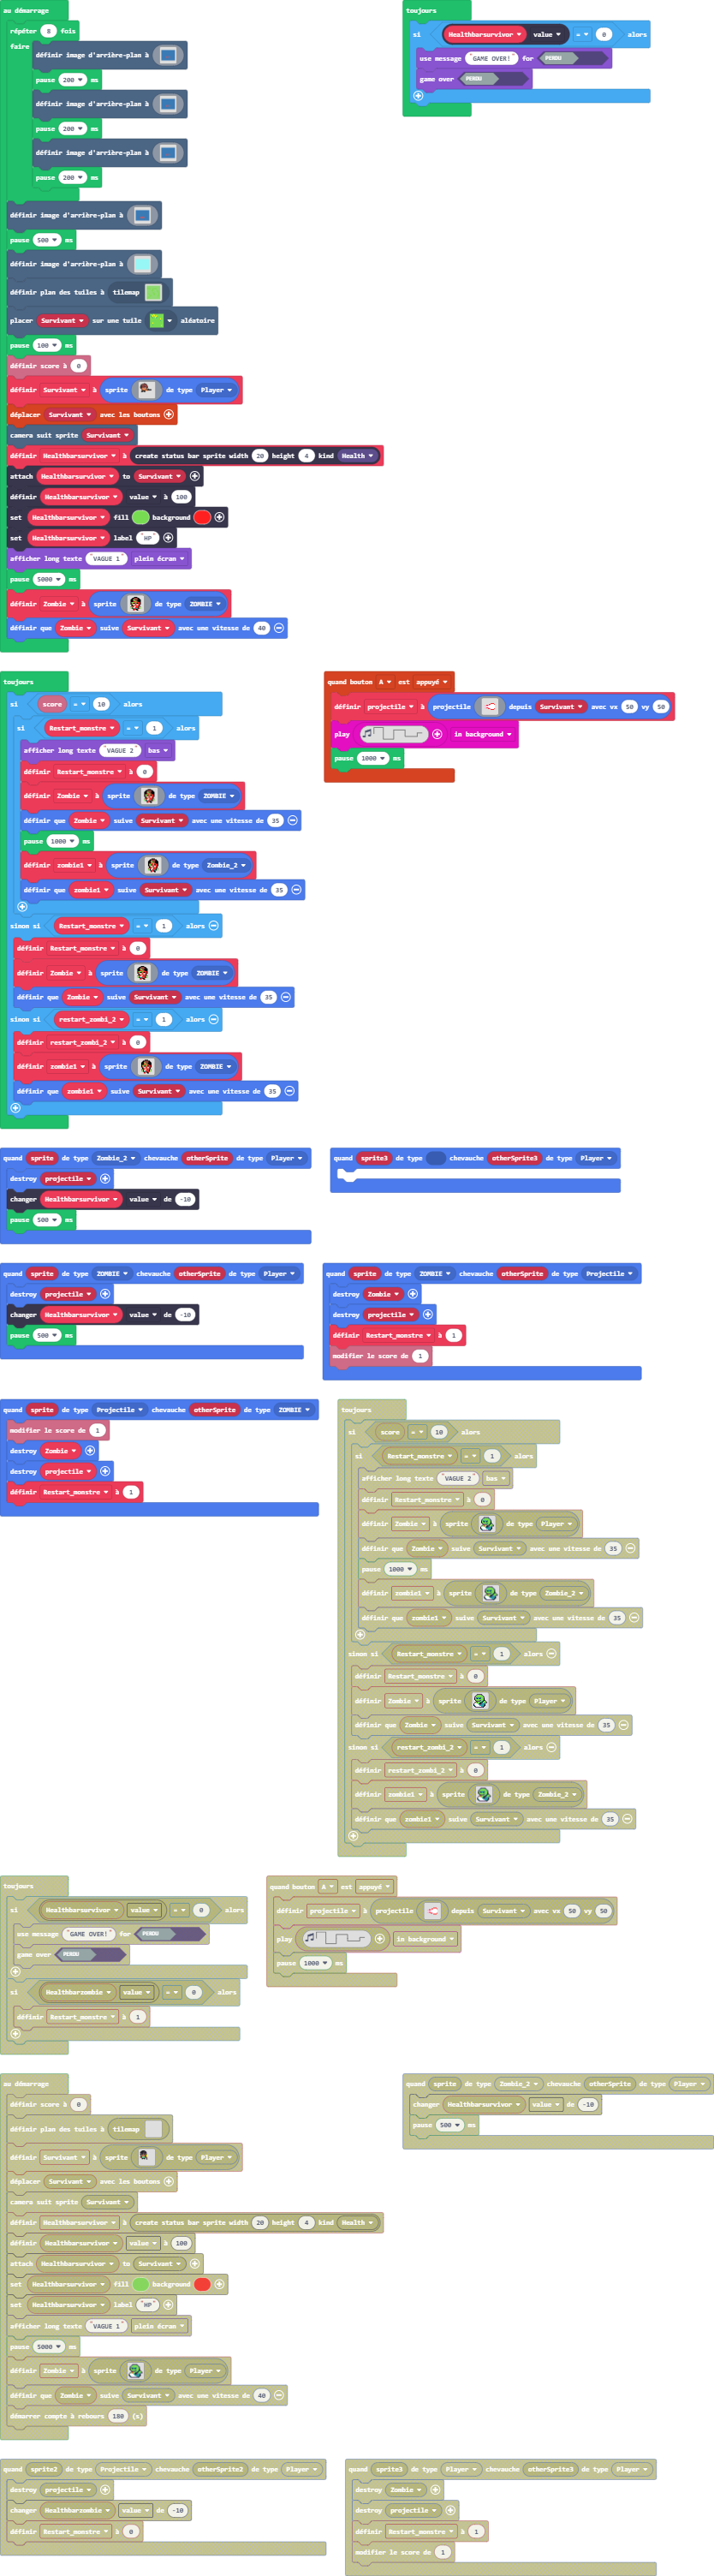 au démarrage
répéter 8 fois
faire
définir image d'arrière-plan à
pause 200 ms
définir image d'arrière-plan à
pause 200 ms
définir image d'arrière-plan à
pause 200 ms
définir image d'arrière-plan à
pause 500 ms
définir image d'arrière-plan à
définir plan des tuiles à tilemap
placer Survivant sur une tuile aléatoire
pause 100 ms
définir score à 0
définir Survivant à sprite de type Player
déplacer Survivant avec les boutons
camera suit sprite Survivant
définir Healthbarsurvivor à create status bar sprite width 20 height 4 kind Health
attach Healthbarsurvivor to Survivant
définir Healthbarsurvivor value à 100
set Healthbarsurvivor fill background
set Healthbarsurvivor label "HP"
afficher long texte "VAGUE 1" plein écran
pause 5000 ms
définir Zombie à sprite de type ZOMBIE
définir que Zombie suive Survivant avec une vitesse de 40
toujours
si Healthbarsurvivor value = 0 alors
use message "GAME OVER!" for PERDU
game over PERDU
toujours
si score = 10 alors
si Restart_monstre = 1 alors
afficher long texte "VAGUE 2" bas
définir Restart_monstre à 0
définir Zombie à sprite de type ZOMBIE
définir que Zombie suive Survivant avec une vitesse de 35
pause 1000 ms
définir zombie1 à sprite de type Zombie_2
définir que zombie1 suive Survivant avec une vitesse de 35
sinon si Restart_monstre = 1 alors
définir Restart_monstre à 0
définir Zombie à sprite de type ZOMBIE
définir que Zombie suive Survivant avec une vitesse de 35
sinon si restart_zombi_2 = 1 alors
définir restart_zombi_2 à 0
définir zombie1 à sprite de type ZOMBIE
définir que zombie1 suive Survivant avec une vitesse de 35
quand bouton A est appuyé
définir projectile à projectile depuis Survivant avec vx 50 vy 50
play in background
pause 1000 ms
quand sprite de type Zombie_2 chevauche otherSprite de type Player
destroy projectile
changer Healthbarsurvivor value de -10
pause 500 ms
quand sprite3 de type chevauche otherSprite3 de type Player
quand sprite de type ZOMBIE chevauche otherSprite de type Player
destroy projectile
changer Healthbarsurvivor value de -10
pause 500 ms
quand sprite de type ZOMBIE chevauche otherSprite de type Projectile
destroy Zombie
destroy projectile
définir Restart_monstre à 1
modifier le score de 1
quand sprite de type Projectile chevauche otherSprite de type ZOMBIE
modifier le score de 1
destroy Zombie
destroy projectile
définir Restart_monstre à 1
toujours
si score = 10 alors
si Restart_monstre = 1 alors
afficher long texte "VAGUE 2" bas
définir Restart_monstre à 0
définir Zombie à sprite de type Player
définir que Zombie suive Survivant avec une vitesse de 35
pause 1000 ms
définir zombie1 à sprite de type Zombie_2
définir que zombie1 suive Survivant avec une vitesse de 35
sinon si Restart_monstre = 1 alors
définir Restart_monstre à 0
définir Zombie à sprite de type Player
définir que Zombie suive Survivant avec une vitesse de 35
sinon si restart_zombi_2 = 1 alors
définir restart_zombi_2 à 0
définir zombie1 à sprite de type Zombie_2
définir que zombie1 suive Survivant avec une vitesse de 35
toujours
si Healthbarsurvivor value = 0 alors
use message "GAME OVER!" for PERDU
game over PERDU
si Healthbarzombie value = 0 alors
définir Restart_monstre à 1
quand bouton A est appuyé
définir projectile à projectile depuis Survivant avec vx 50 vy 50
play in background
pause 1000 ms
au démarrage
définir score à 0
définir plan des tuiles à tilemap
définir Survivant à sprite de type Player
déplacer Survivant avec les boutons
camera suit sprite Survivant
définir Healthbarsurvivor à create status bar sprite width 20 height 4 kind Health
définir Healthbarsurvivor value à 100
attach Healthbarsurvivor to Survivant
set Healthbarsurvivor fill background
set Healthbarsurvivor label "HP"
afficher long texte "VAGUE 1" plein écran
pause 5000 ms
définir Zombie à sprite de type Player
définir que Zombie suive Survivant avec une vitesse de 40
démarrer compte à rebours 180 (s)
quand sprite de type Zombie_2 chevauche otherSprite de type Player
changer Healthbarsurvivor value de -10
pause 500 ms
quand sprite2 de type Projectile chevauche otherSprite2 de type Player
destroy projectile
changer Healthbarzombie value de -10
définir Restart_monstre à 0
quand sprite3 de type Player chevauche otherSprite3 de type Player
destroy Zombie
destroy projectile
définir Restart_monstre à 1
modifier le score de 1